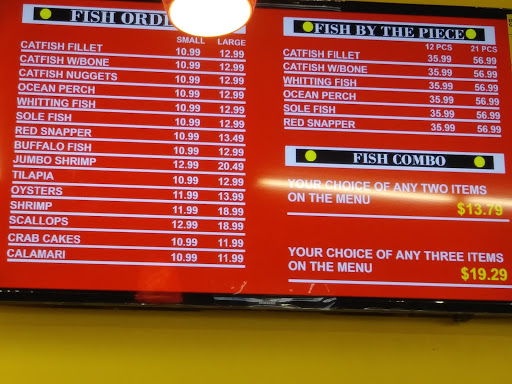 FISH ORDE
SMALL LARGE
CATFISH FILLET 10.99 12.99
CATFISH W/BONE 10.99 12.99
CATFISH NUGGETS 10.99 12.99
OCEAN PERCH 10.99 12.99
WHITTING FISH 10.99 12.99
SOLE FISH 10.99 12.99
RED SNAPPER 10.99 13.49
BUFFALO FISH 10.99 12.99
JUMBO SHRIMP 12.99 20.49
TILAPIA 10.99 12.99
OYSTERS 11.99 13.99
SHRIMP 11.99 18.99
SCALLOPS 12.99 18.99
CRAB CAKES 10.99 11.99
CALAMARI 10.99 11.99
FISH BY THE PIECE
12 PCS 21 PCS
CATFISH FILLET 35.99 56.99
CATFISH W/BONE 35.99 56.99
WHITTING FISH 35.99 56.99
OCEAN PERCH 35.99 56.99
SOLE FISH 35.99 56.99
RED SNAPPER 35.99 56.99
FISH COMBO
YOUR CHOICE OF ANY TWO ITEMS
ON THE MENU
$13.79
YOUR CHOICE OF ANY THREE ITEMS
ON THE MENU
$19.29